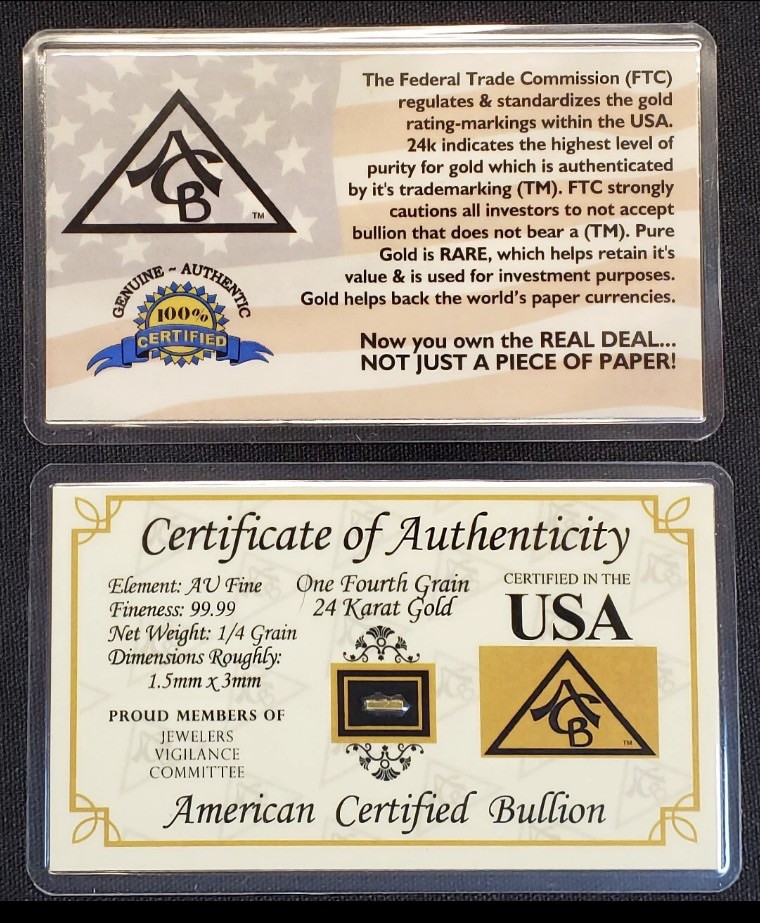 The Federal Trade Commission (FTC)
regulates & standardizes the gold
rating-markings within the USA.
24k indicates the highest level of
purity for gold which is authenticated
by it's trademarking (TM). FTC strongly
cautions all investors to not accept
bullion that does not bear a (TM). Pure
Gold is RARE, which helps retain it's
value & is used for investment purposes.
Gold helps back the world's paper currencies.
Now you own the REAL DEAL...
NOT JUST A PIECE OF PAPER!
ACB
TM
GENUINE ~ AUTHENTIC
100%
CERTIFIED
Certificate of Authenticity
Element: AU Fine
Fineness: 99.99
Net Weight: 1/4 Grain
Dimensions Roughly:
1.5mm x 3mm
PROUD MEMBERS OF
JEWELERS
VIGILANCE
COMMITTEE
One Fourth Grain
24 Karat Gold
CERTIFIED IN THE
USA
ACB
TM
American Certified Bullion